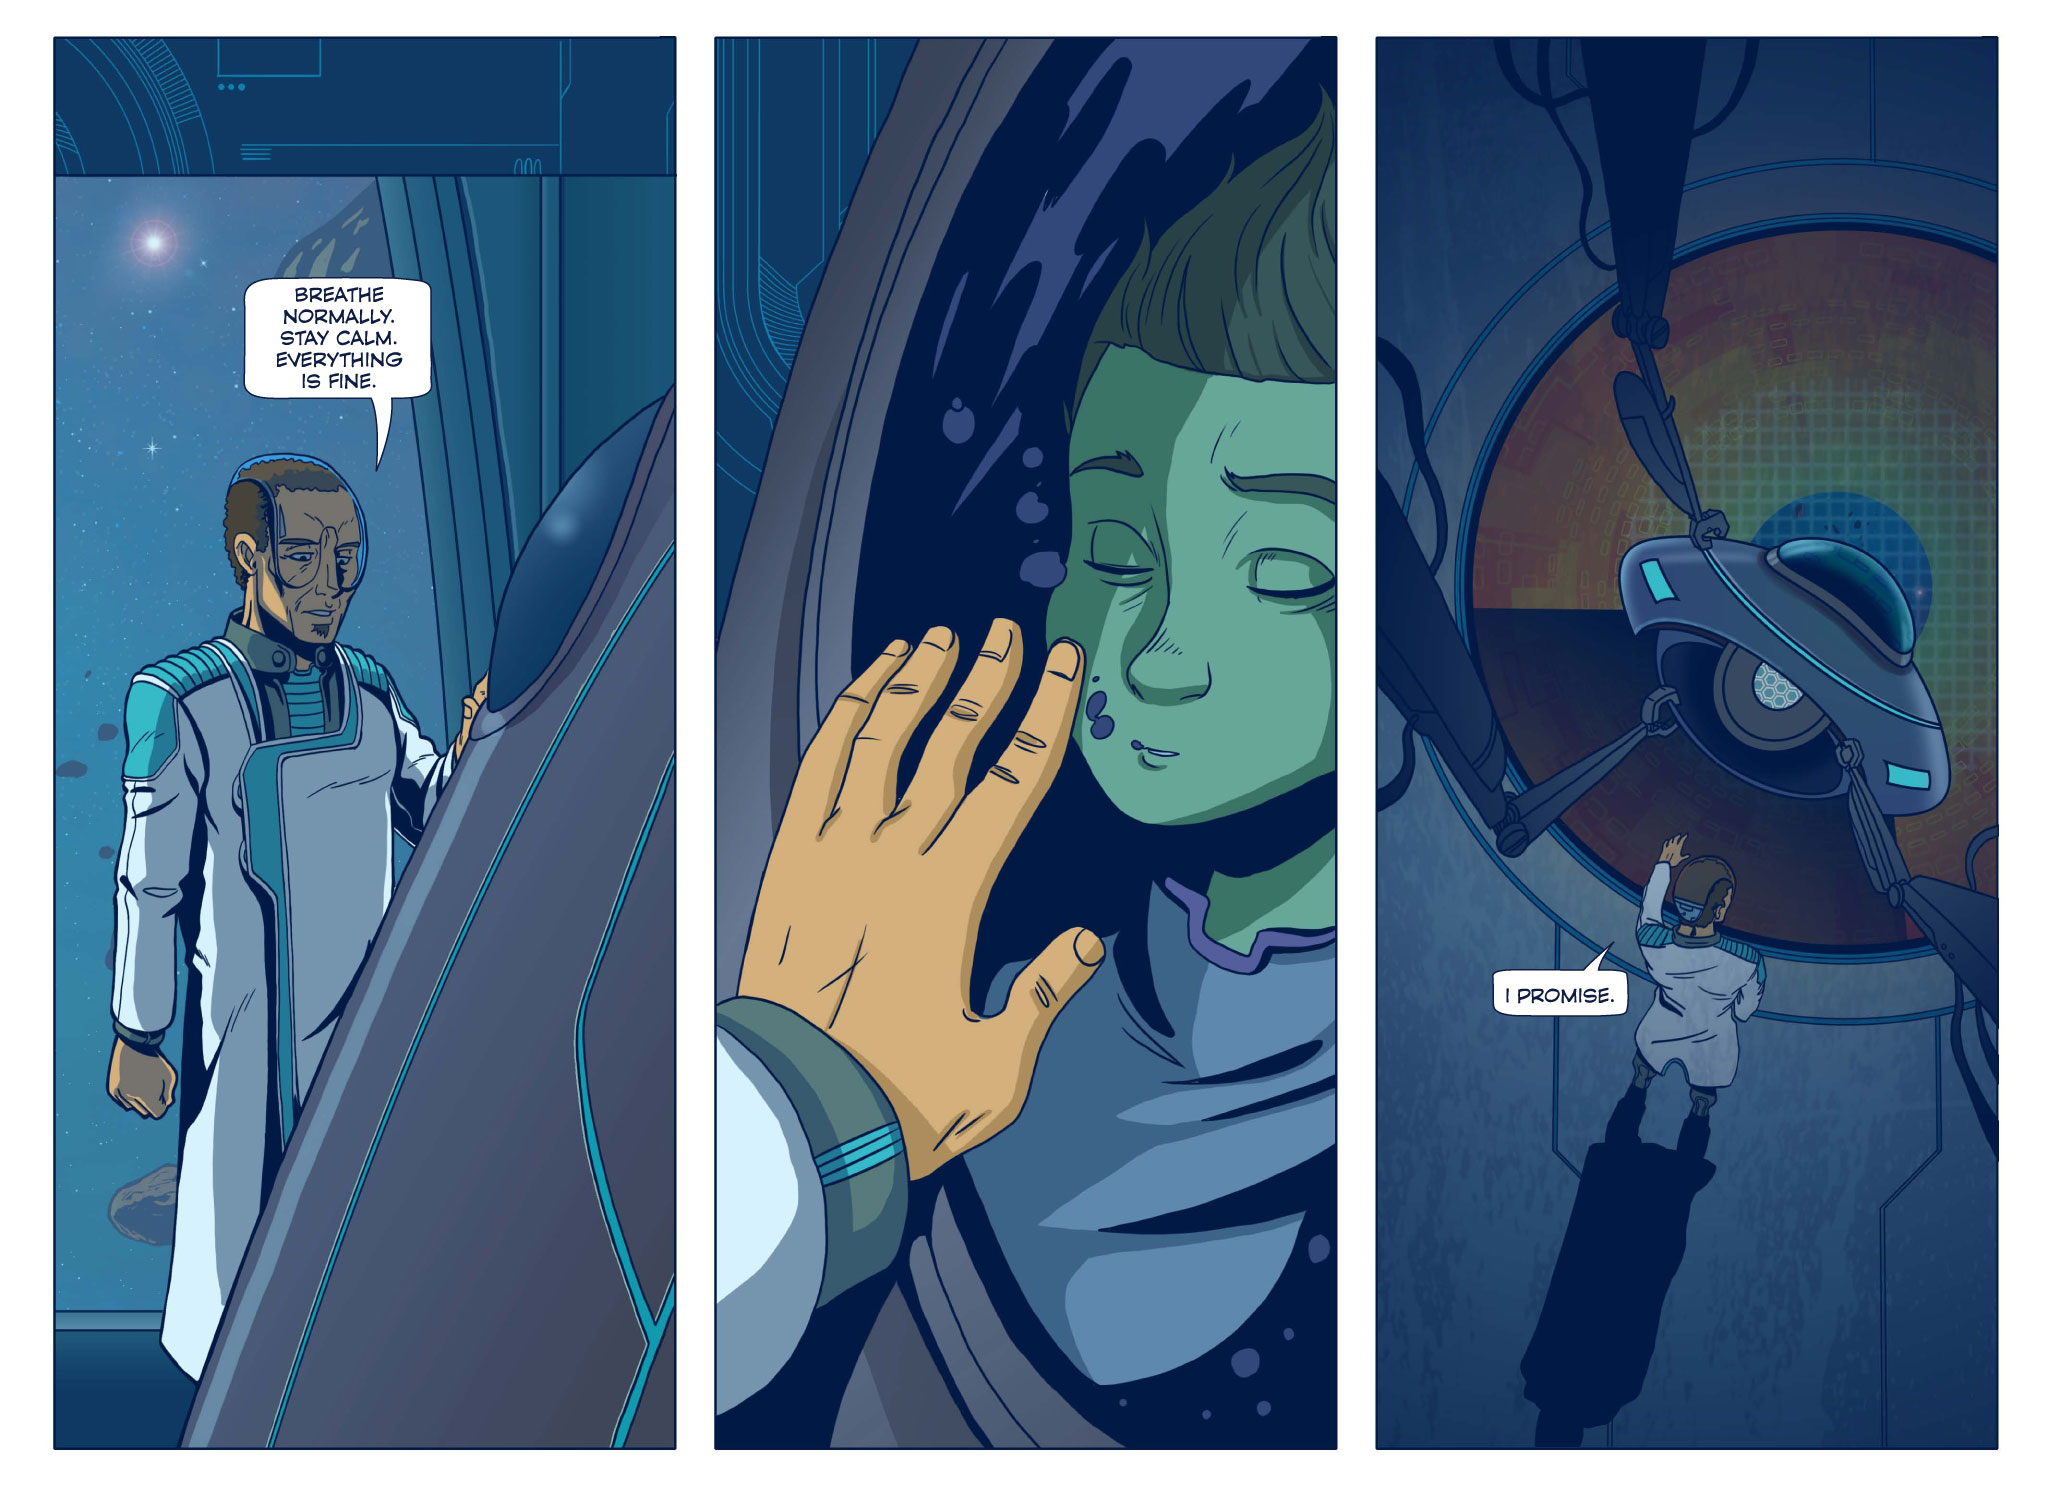 BREATHE
NORMALLY.
STAY CALM.
EVERYTHING
IS FINE.
I PROMISE.